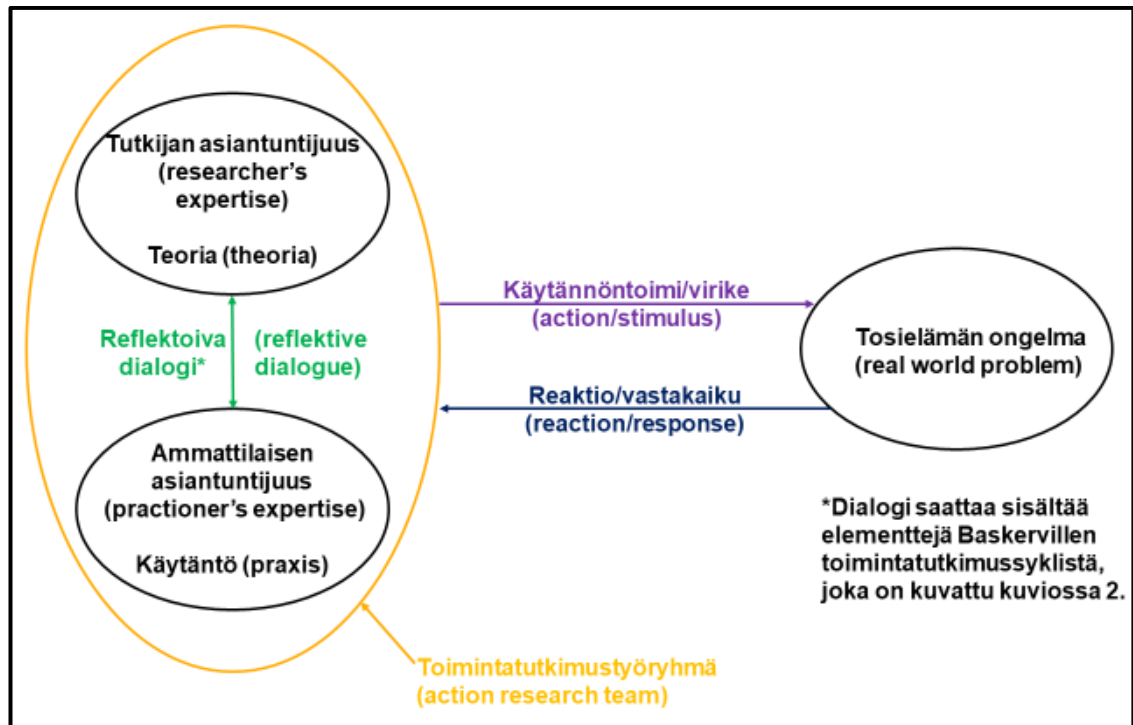 Tutkijan asiantuntijuus
(researcher's
expertise)
Teoria (theoria)
Reflektoiva
dialogi*
(reflektive
dialogue)
Ammattilaisen
asiantuntijuus
(practioner's expertise)
Käytäntö (praxis)
Käytännöntoimi/virike
(action/stimulus)
Reaktio/vastakaiku
(reaction/response)
Tosielämän ongelma
(real world problem)
*Dialogi saattaa sisältää
elementtejä Baskervillen
toimintatutkimussyklistä,
joka on kuvattu kuviossa 2.
Toimintatutkimustyöryhmä
(action research team)